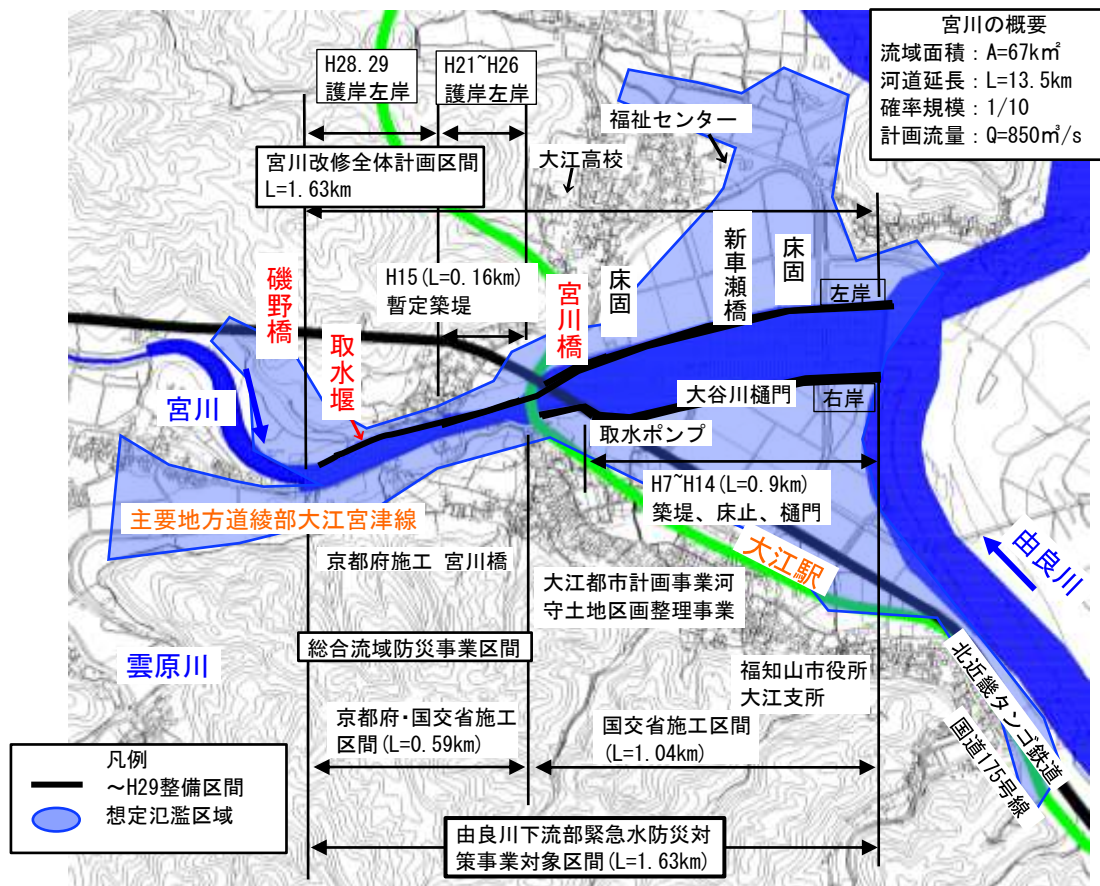 宮川の概要
流域面積：A=67k㎡
河道延長：L=13.5km
確率規模：1/10
計画流量：Q=850㎥/s
H28.29
護岸左岸
H21~H26
護岸左岸
福祉センター
大江高校
宮川改修全体計画区間
L=1.63km
H15(L=0.16km)
暫定築堤
磯野橋
取水堰
宮川橋
床固
新車瀬橋
床固
左岸
宮川
大谷川樋門
右岸
取水ポンプ
H7~H14(L=0.9km)
築堤、床止、樋門
主要地方道綾部大江宮津線
京都府施工 宮川橋
大江駅
由良川
大江都市計画事業河
守土地区画整理事業
総合流域防災事業区間
雲原川
福知山市役所
大江支所
北近畿タンゴ鉄道
国道175号線
京都府・国交省施工
区間(L=0.59km)
国交省施工区間
(L=1.04km)
凡例
～H29整備区間
想定氾濫区域
由良川下流部緊急水防災対
策事業対象区間(L=1.63km)